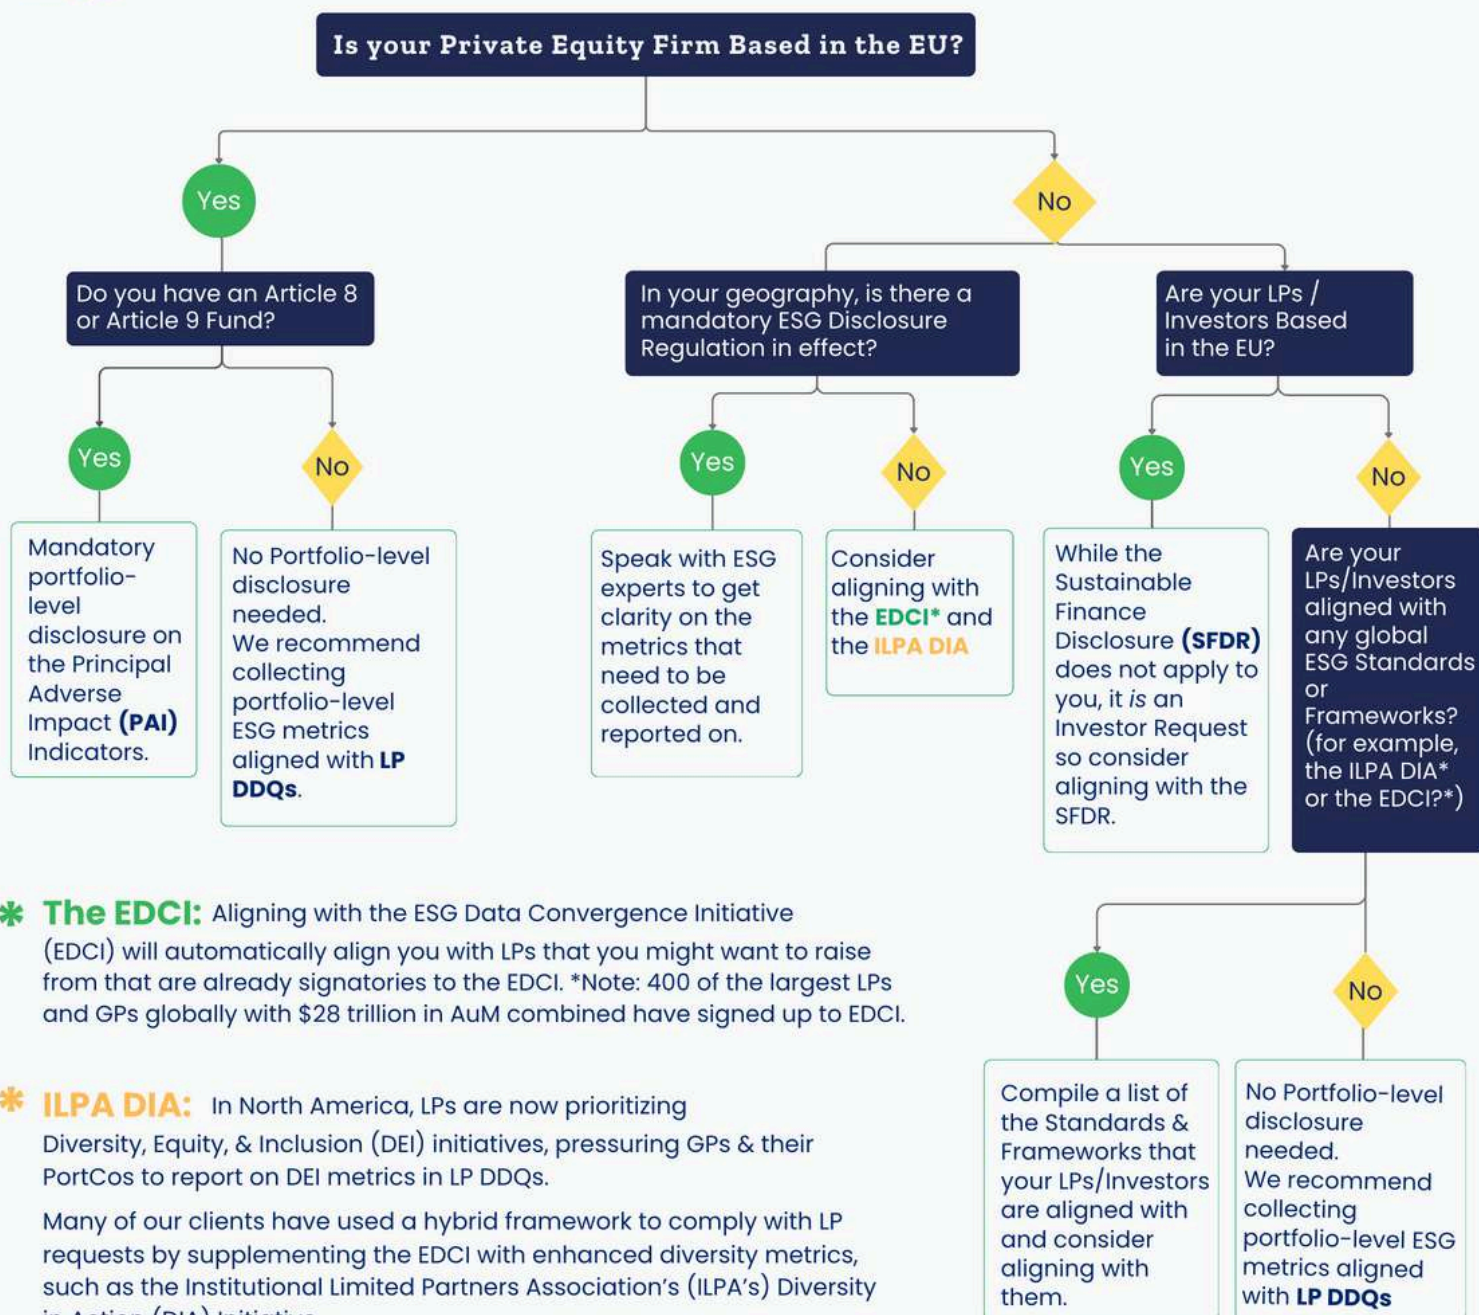 Is your Private Equity Firm Based in the EU?
Yes
No
Do you have an Article 8
or Article 9 Fund?
In your geography, is there a
mandatory ESG Disclosure
Regulation in effect?
Are your LPs /
Investors Based
in the EU?
Yes
No
Yes
No
Yes
No
Mandatory
portfolio-
level
disclosure on
the Principal
Adverse
Impact (PAI)
Indicators.
No Portfolio-level
disclosure
needed.
We recommend
collecting
portfolio-level
ESG metrics
aligned with LP
DDQs.
Speak with ESG
experts to get
clarity on the
metrics that
need to be
collected and
reported on.
Consider
aligning with
the EDCI* and
the ILPA DIA
While the
Sustainable
Finance
Disclosure (SFDR)
does not apply to
you, it is an
Investor Request
so consider
aligning with the
SFDR.
Are your
LPs/Investors
aligned with
any global
ESG Standards
or
Frameworks?
(for example,
the ILPA DIA*
or the EDCI?*)
* The EDCI: Aligning with the ESG Data Convergence Initiative
(EDCI) will automatically align you with LPs that you might want to raise
from that are already signatories to the EDCI. *Note: 400 of the largest LPs
and GPs globally with $28 trillion in AuM combined have signed up to EDCI.
* ILPA DIA: In North America, LPs are now prioritizing
Diversity, Equity, & Inclusion (DEI) initiatives, pressuring GPs & their
PortCos to report on DEI metrics in LP DDQs.
Many of our clients have used a hybrid framework to comply with LP
requests by supplementing the EDCI with enhanced diversity metrics,
such as the Institutional Limited Partners Association's (ILPA's) Diversity
in Action (DIA) Initiative
Yes
No
Compile a list of
the Standards &
Frameworks that
your LPs/Investors
are aligned with
and consider
aligning with
them.
No Portfolio-level
disclosure
needed.
We recommend
collecting
portfolio-level ESG
metrics aligned
with LP DDQs